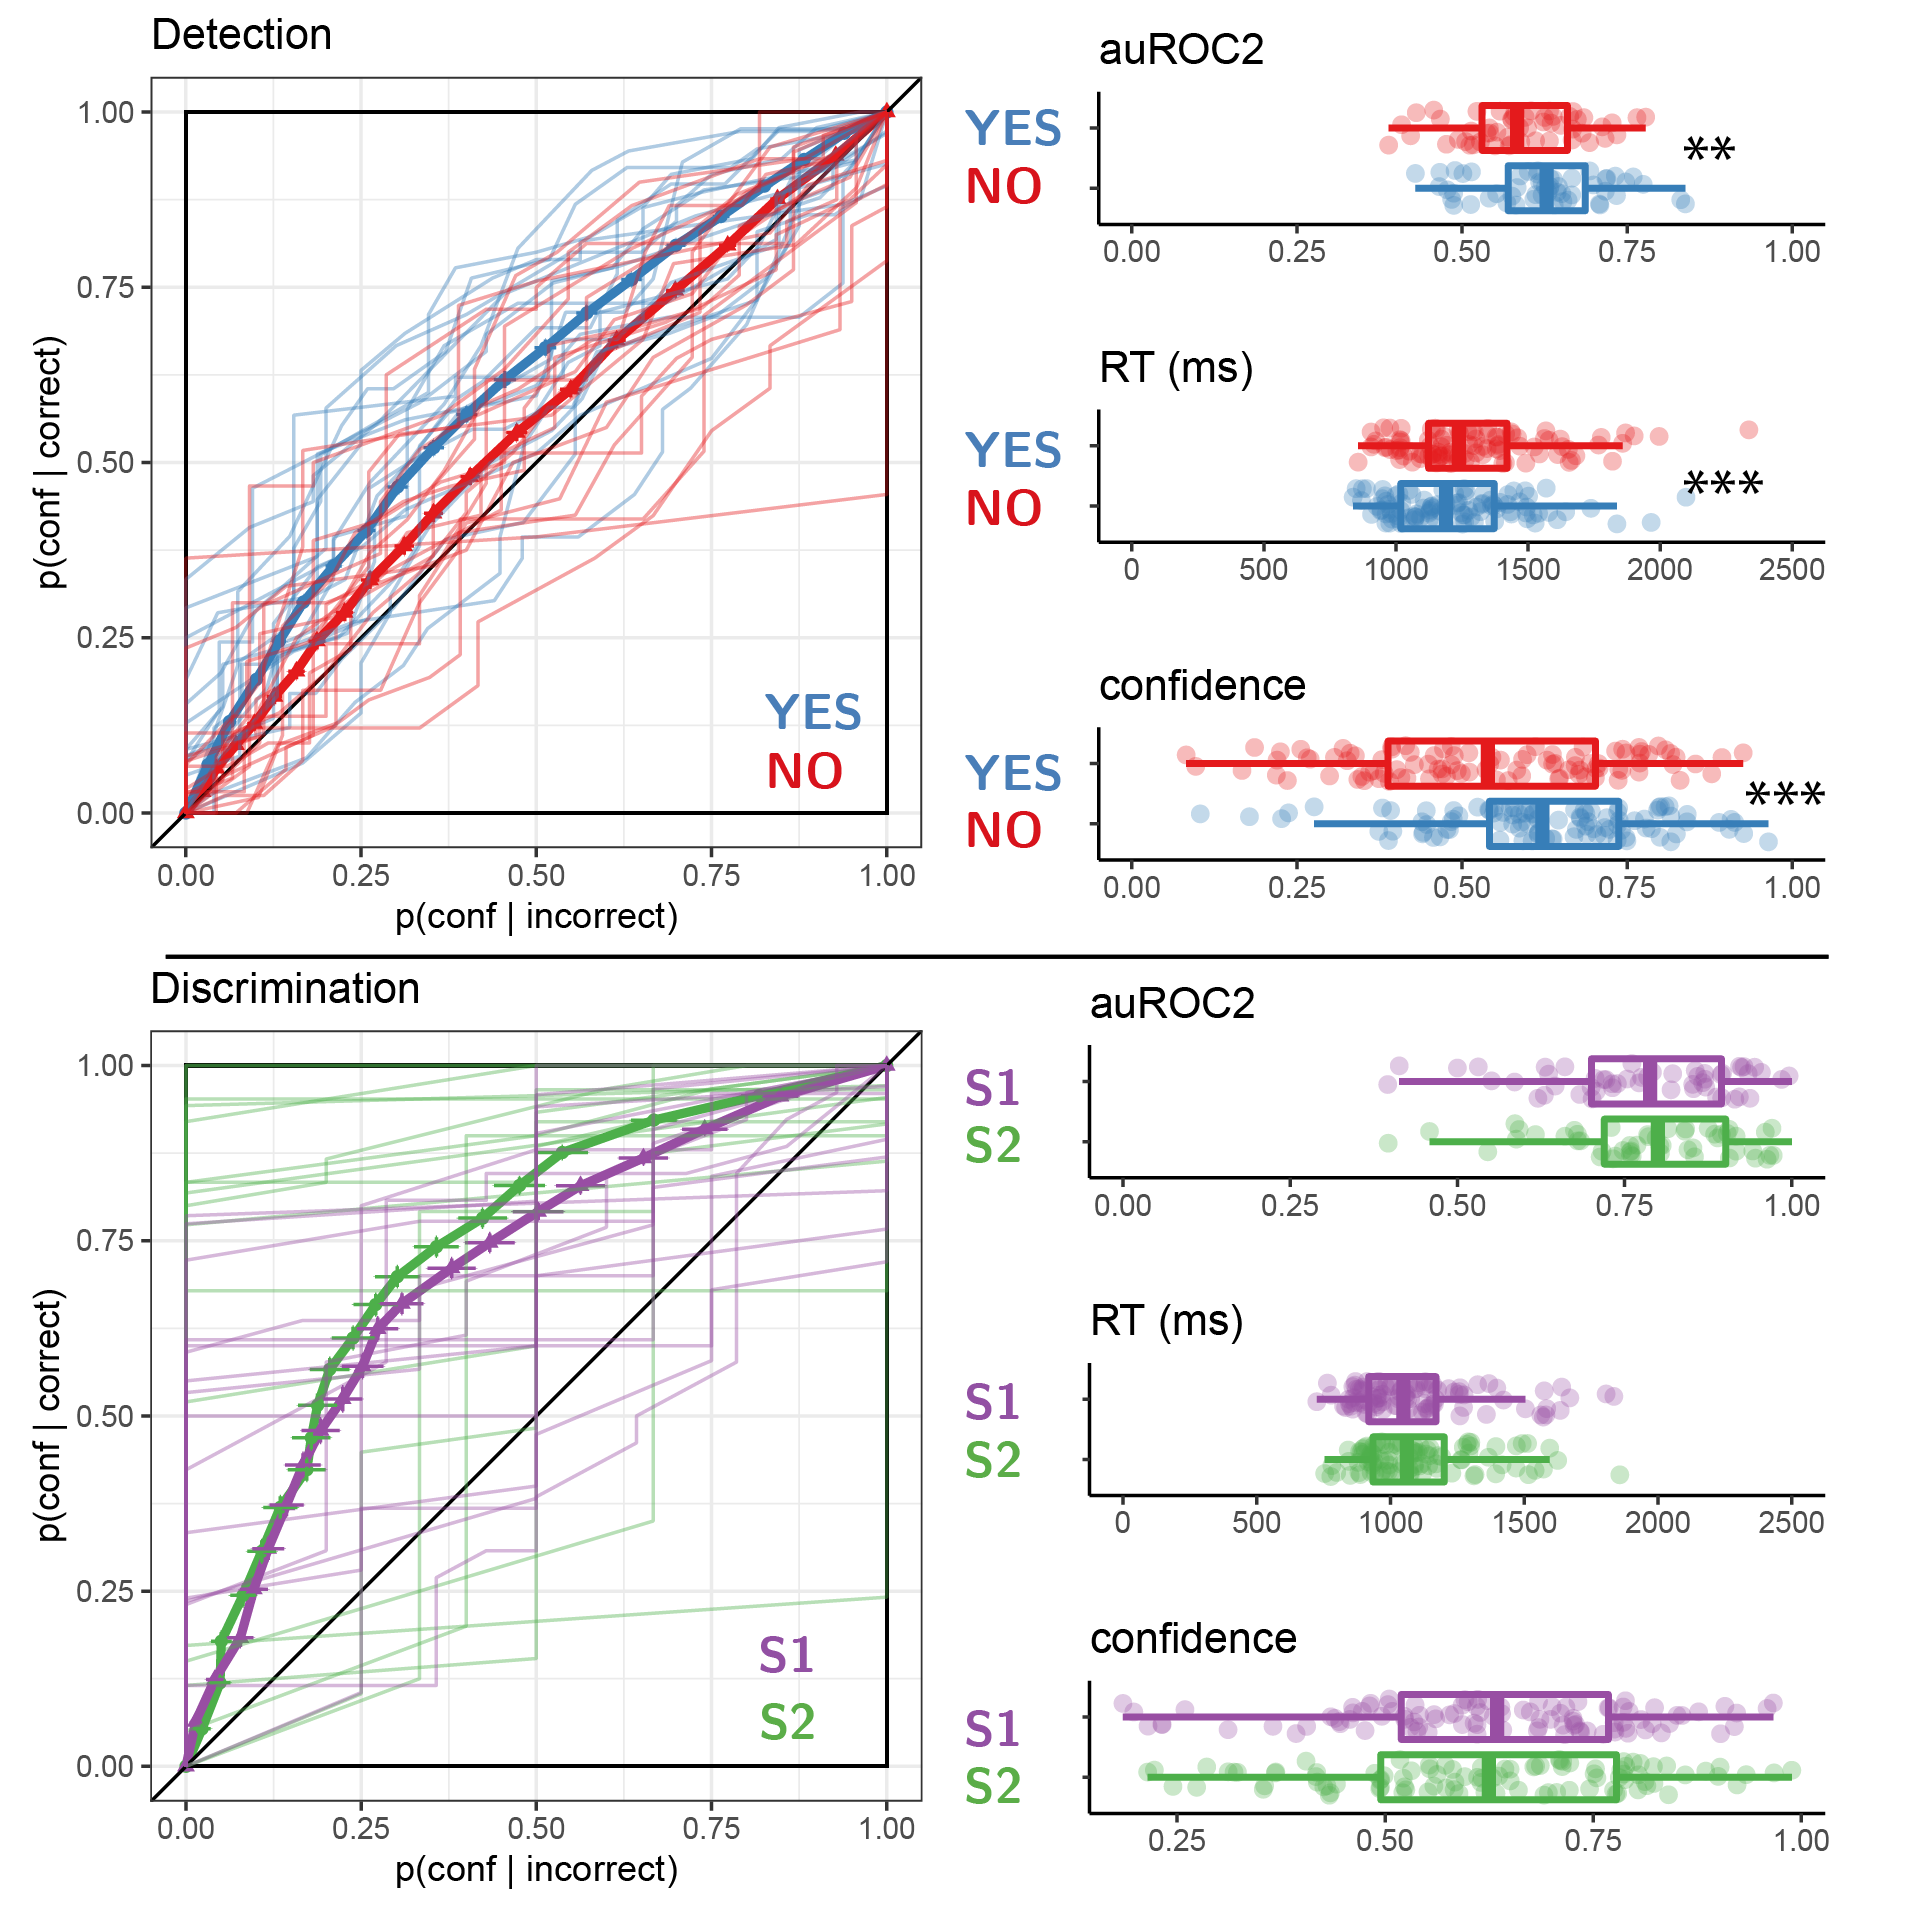 Detection
1.00
0.75
0.50
0.25
0.00
p(conf | correct)
0.00 0.25 0.50 0.75 1.00
p(conf | incorrect)
YES
NO
auROC2
YES
NO
**
0.00 0.25 0.50 0.75 1.00
RT (ms)
YES
NO
***
0 500 1000 1500 2000 2500
confidence
YES
NO
***
0.00 0.25 0.50 0.75 1.00
Discrimination
1.00
0.75
0.50
0.25
0.00
p(conf | correct)
0.00 0.25 0.50 0.75 1.00
p(conf | incorrect)
S1
S2
auROC2
S1
S2
0.00 0.25 0.50 0.75 1.00
RT (ms)
S1
S2
0 500 1000 1500 2000 2500
confidence
S1
S2
0.25 0.50 0.75 1.00